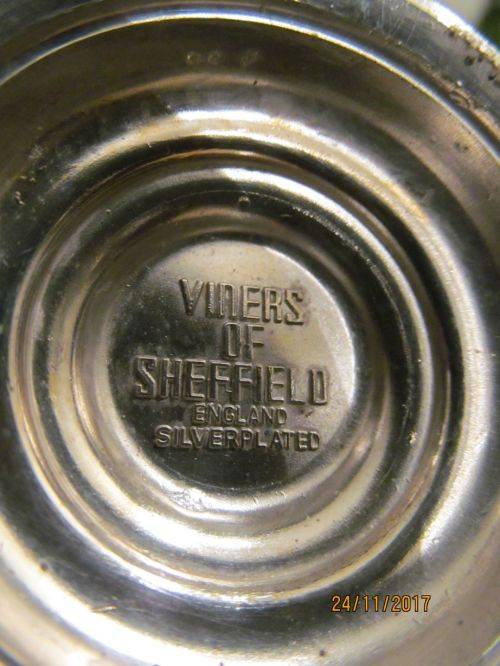 VINERS
OF
SHEFFIELD
ENGLAND
SILVERPLATED
24/11/2017